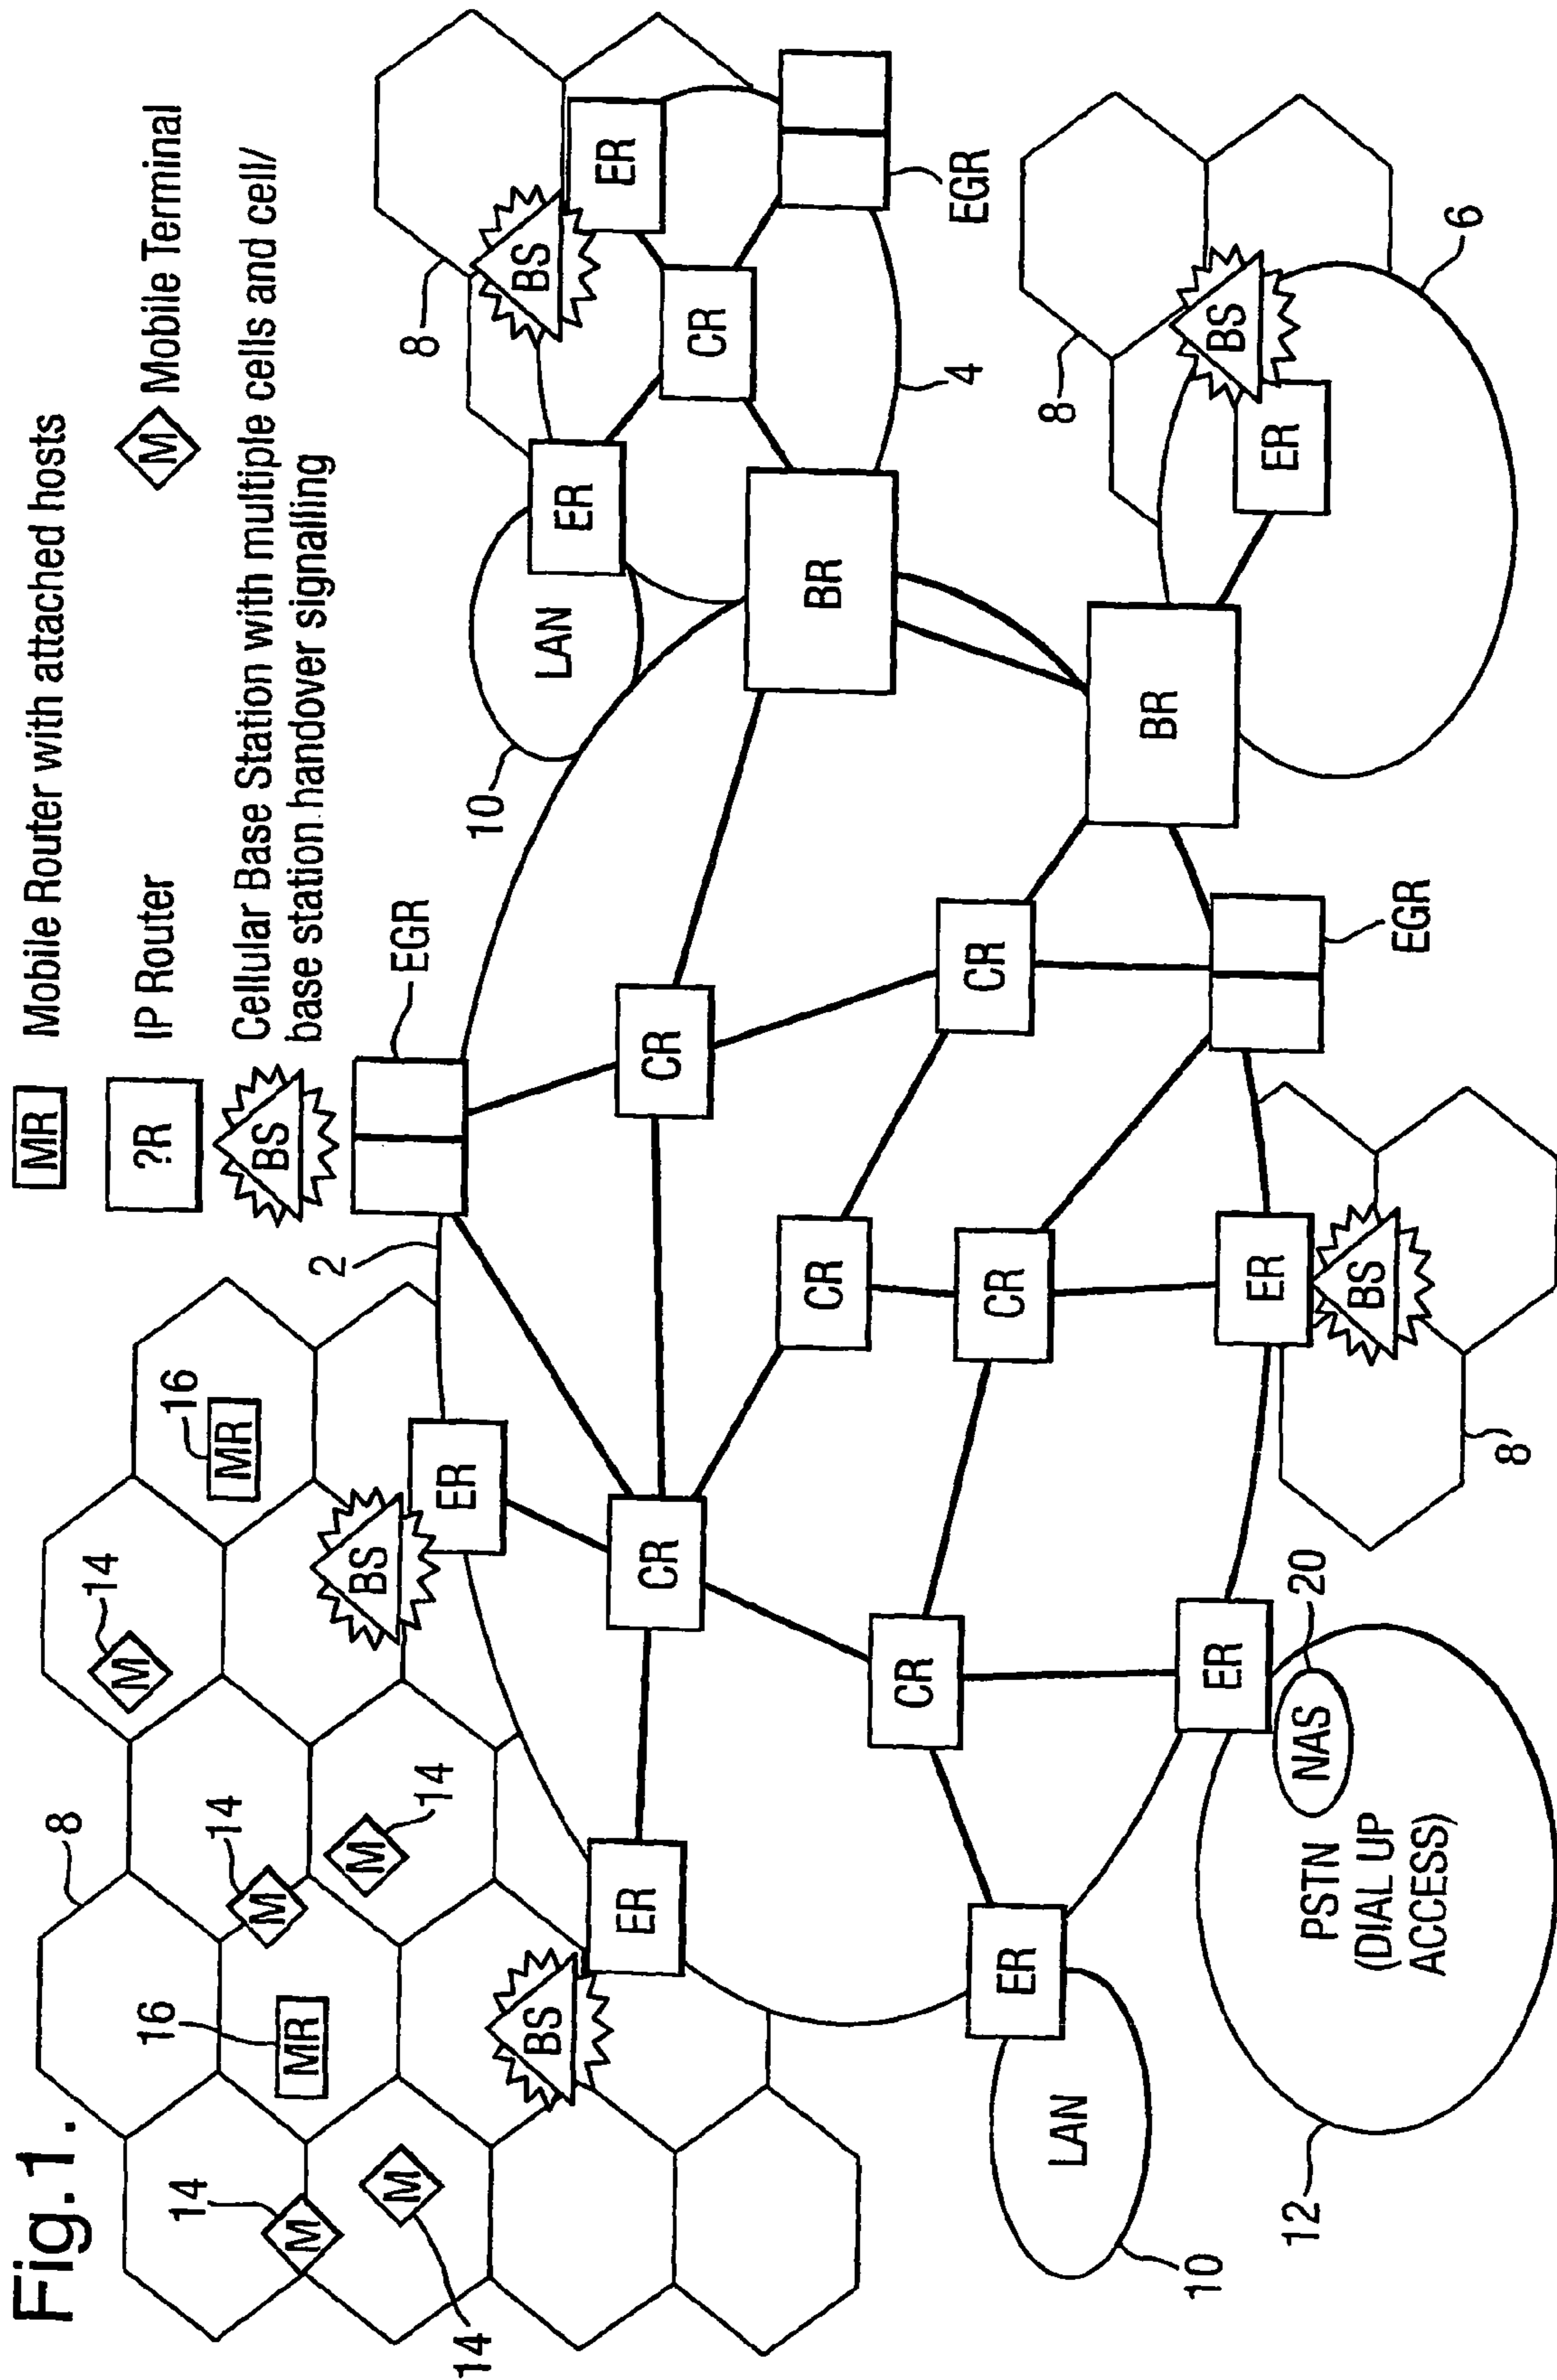 Fig.1.
MR Mobile Router with attached hosts
?R IP Router
M Mobile Terminal
BS Cellular Base Station with multiple cells and cell/
base station handover signalling
14
16
14
8
14
16
2
EGR
M
M
MR
M
M
14
M
14
MR
BS
ER
BS
ER
10
LAN
ER
8
BS
ER
CR
CR
CR
BR
4
EGR
CR
CR
CR
CR
BR
8
BS
ER
6
ER
LAN
10
ER
NAS
20
PSTN
(DIAL UP
ACCESS)
12
ER
BS
8
EGR